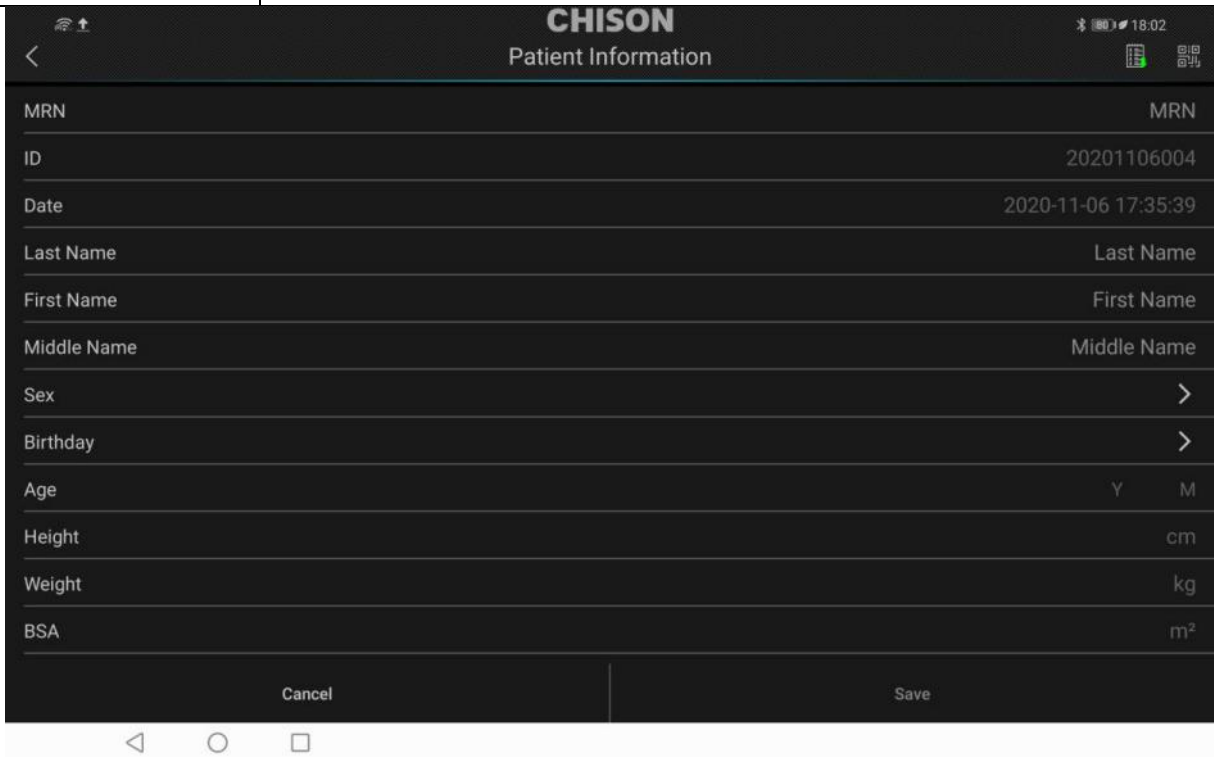 CHISON
80 18:02
Patient Information
MRN MRN
ID 20201106004
Date 2020-11-06 17:35:39
Last Name Last Name
First Name First Name
Middle Name Middle Name
Sex
Birthday
Age Y M
Height cm
Weight kg
BSA m²
Cancel Save